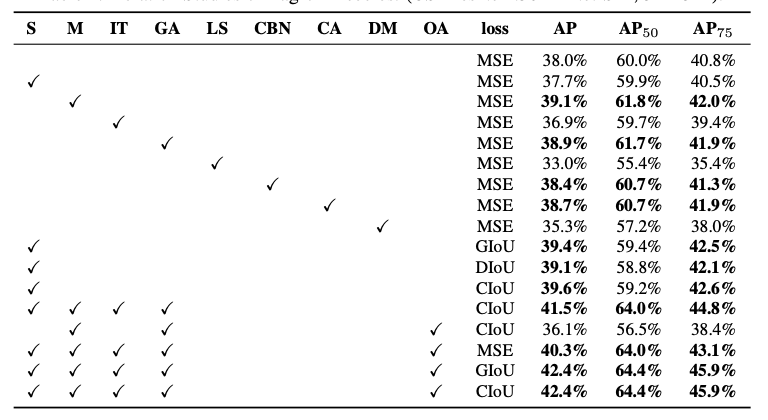 S M IT GA LS CBN CA DM OA loss AP AP50 AP75
MSE 38.0% 60.0% 40.8%
✓ MSE 37.7% 59.9% 40.5%
✓ MSE 39.1% 61.8% 42.0%
✓ MSE 36.9% 59.7% 39.4%
✓ MSE 38.9% 61.7% 41.9%
✓ MSE 33.0% 55.4% 35.4%
✓ MSE 38.4% 60.7% 41.3%
✓ MSE 38.7% 60.7% 41.9%
✓ MSE 35.3% 57.2% 38.0%
✓ GIoU 39.4% 59.4% 42.5%
✓ DIoU 39.1% 58.8% 42.1%
✓ CIoU 39.6% 59.2% 42.6%
✓ ✓ ✓ ✓ CIoU 41.5% 64.0% 44.8%
✓ ✓ ✓ CIoU 36.1% 56.5% 38.4%
✓ ✓ ✓ ✓ ✓ MSE 40.3% 64.0% 43.1%
✓ ✓ ✓ ✓ ✓ GIoU 42.4% 64.4% 45.9%
✓ ✓ ✓ ✓ ✓ CIoU 42.4% 64.4% 45.9%